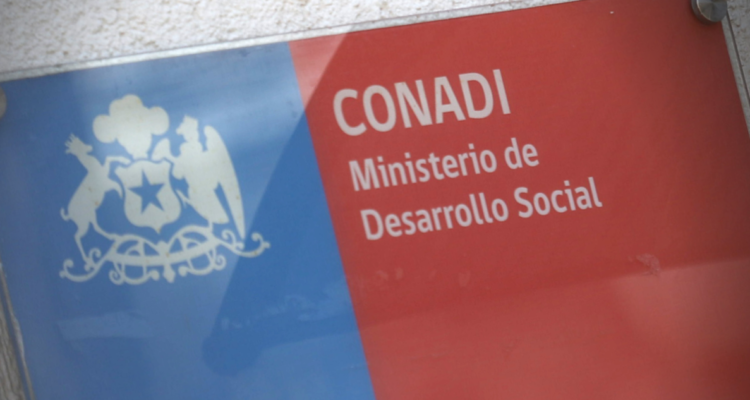 CONADI
Ministerio de
Desarrollo Social